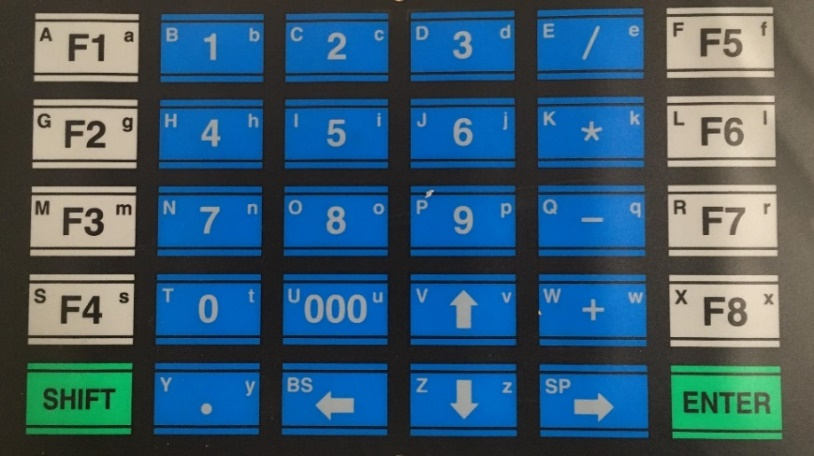 A F1 a B 1 b C 2 c D 3 d E / e F F5 f
G F2 g H 4 h I 5 i J 6 j K * k L F6 l
M F3 m N 7 n O 8 o P 9 p Q − q R F7 r
S F4 s T 0 t U 000 u V ↑ v W + w X F8 x
SHIFT Y . y BS ← Z ↓ z SP → ENTER